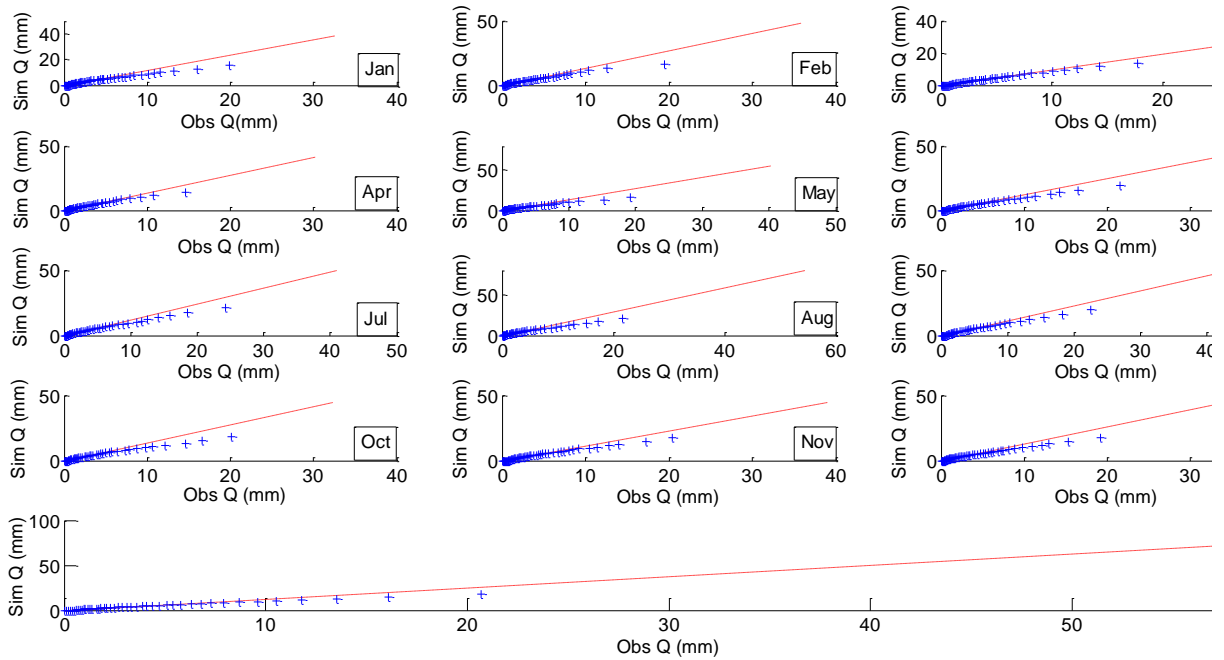 40
20
0
Sim Q (mm)
Jan
0 10 20 30 40
Obs Q(mm)
50
0
Sim Q (mm)
Feb
0 10 20 30 40
Obs Q (mm)
40
20
0
Sim Q (mm)
0 10 20
Obs Q (mm)
50
0
Sim Q (mm)
Apr
0 10 20 30 40
Obs Q (mm)
50
0
Sim Q (mm)
May
0 10 20 30 40 50
Obs Q (mm)
50
0
Sim Q (mm)
0 10 20 30
Obs Q (mm)
50
0
Sim Q (mm)
Jul
0 10 20 30 40 50
Obs Q (mm)
50
0
Sim Q (mm)
Aug
0 20 40 60
Obs Q (mm)
50
0
Sim Q (mm)
0 10 20 30 40
Obs Q (mm)
50
0
Sim Q (mm)
Oct
0 10 20 30 40
Obs Q (mm)
50
0
Sim Q (mm)
Nov
0 10 20 30 40
Obs Q (mm)
50
0
Sim Q (mm)
0 10 20 30
Obs Q (mm)
100
50
0
Sim Q (mm)
0 10 20 30 40 50
Obs Q (mm)